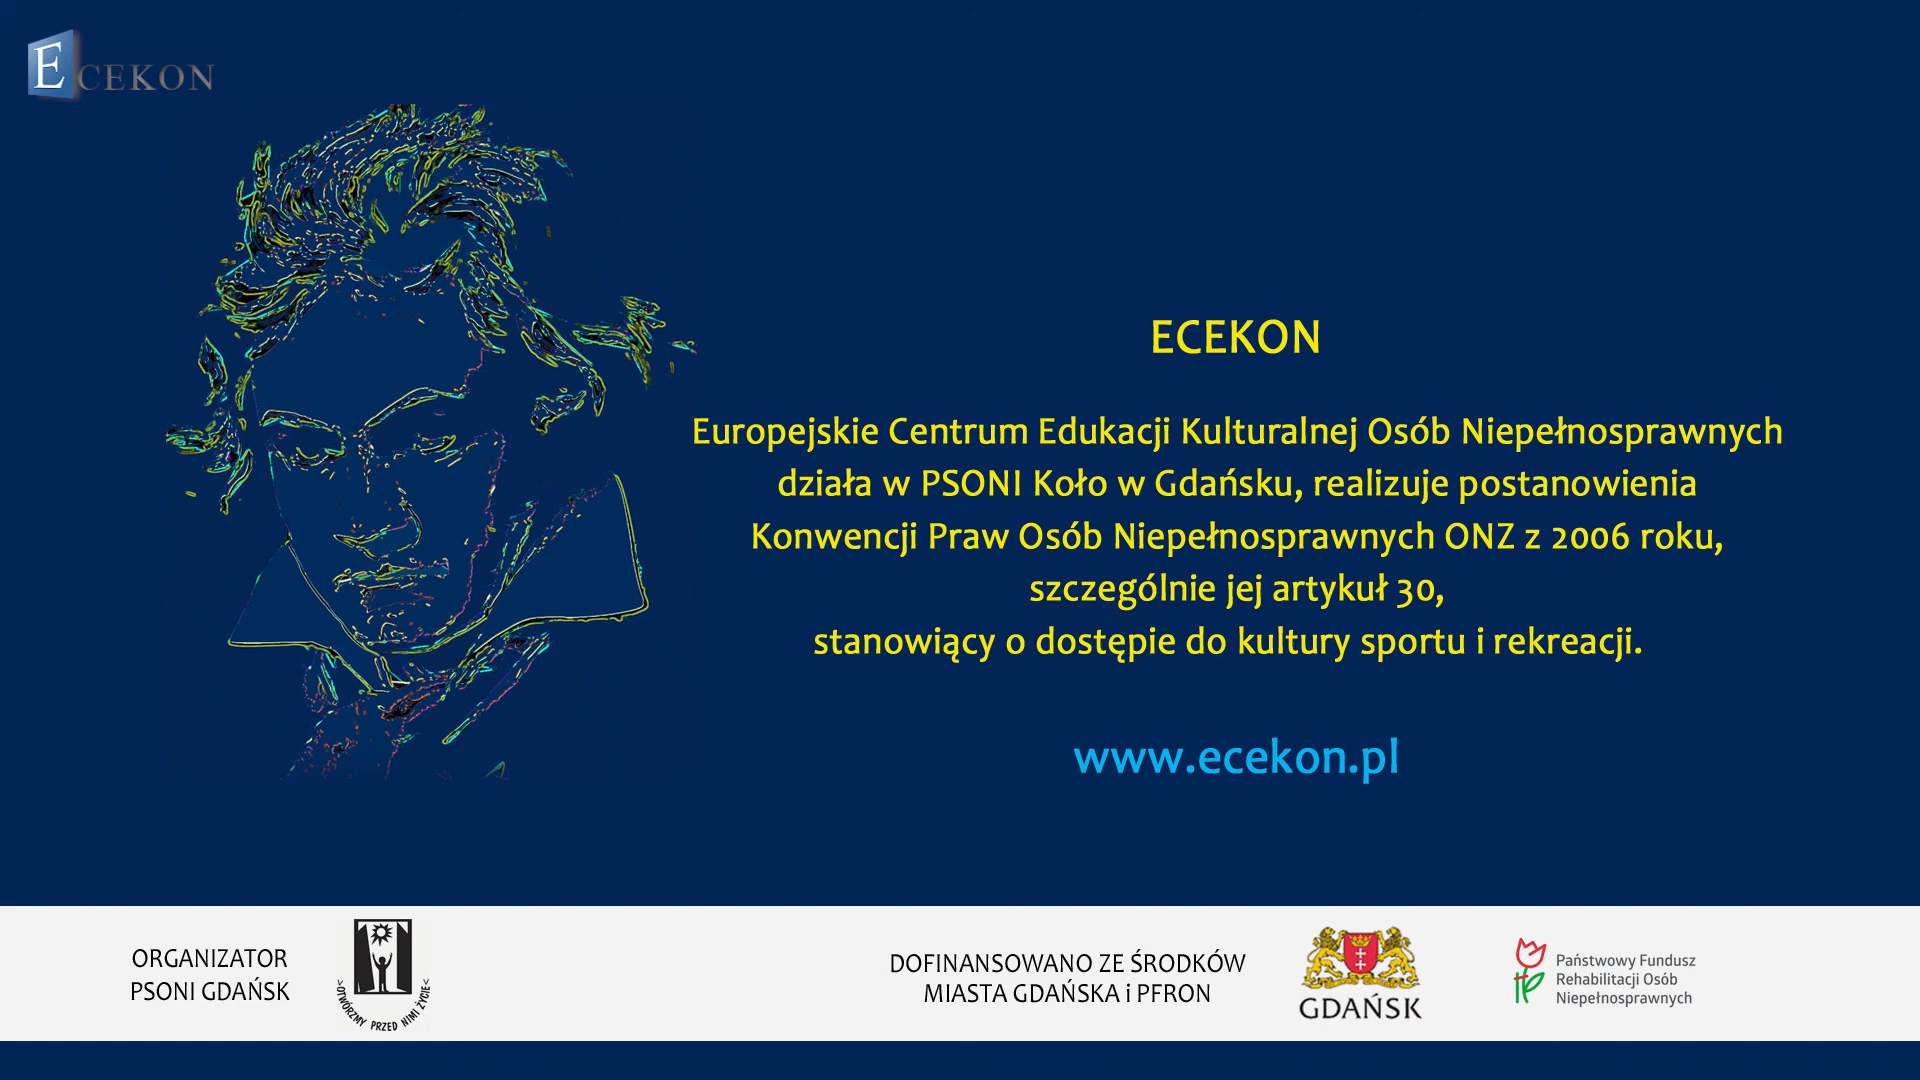 ECEKON
ECEKON
Europejskie Centrum Edukacji Kulturalnej Osób Niepełnosprawnych
działa w PSONI Koło w Gdańsku, realizuje postanowienia
Konwencji Praw Osób Niepełnosprawnych ONZ z 2006 roku,
szczególnie jej artykuł 30,
stanowiący o dostępie do kultury sportu i rekreacji.
www.ecekon.pl
ORGANIZATOR
PSONI GDAŃSK
>OTWÓRZMY PRZED NIMI ŻYCIE<
DOFINANSOWANO ZE ŚRODKÓW
MIASTA GDAŃSKA i PFRON
GDAŃSK
Państwowy Fundusz
Rehabilitacji Osób
Niepełnosprawnych